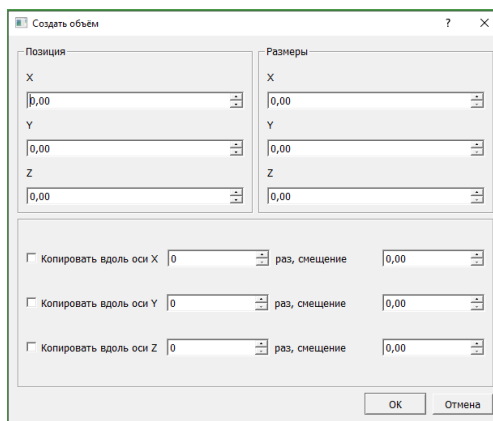 Создать объём ? ×
Позиция
X
0,00
Y
0,00
Z
0,00
Размеры
X
0,00
Y
0,00
Z
0,00
Копировать вдоль оси X 0 раз, смещение 0,00
Копировать вдоль оси Y 0 раз, смещение 0,00
Копировать вдоль оси Z 0 раз, смещение 0,00
OK Отмена